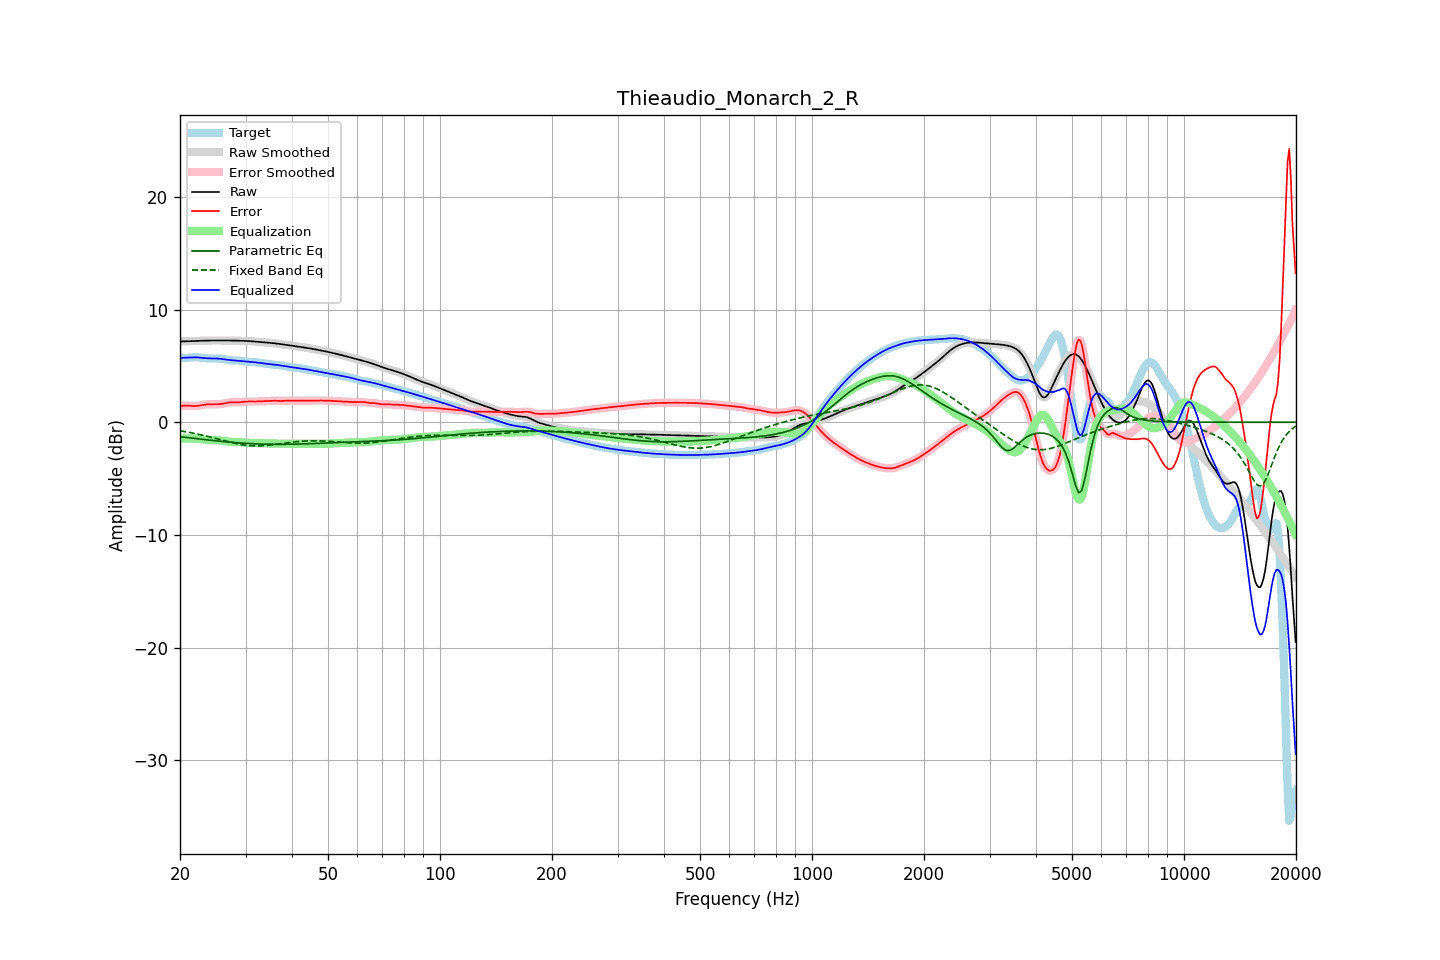 Thieaudio_Monarch_2_R
Target
Raw Smoothed
Error Smoothed
Raw
Error
Equalization
Parametric Eq
Fixed Band Eq
Equalized
20
10
0
−10
−20
−30
Amplitude (dBr)
20 50 100 200 500 1000 2000 5000 10000 20000
Frequency (Hz)